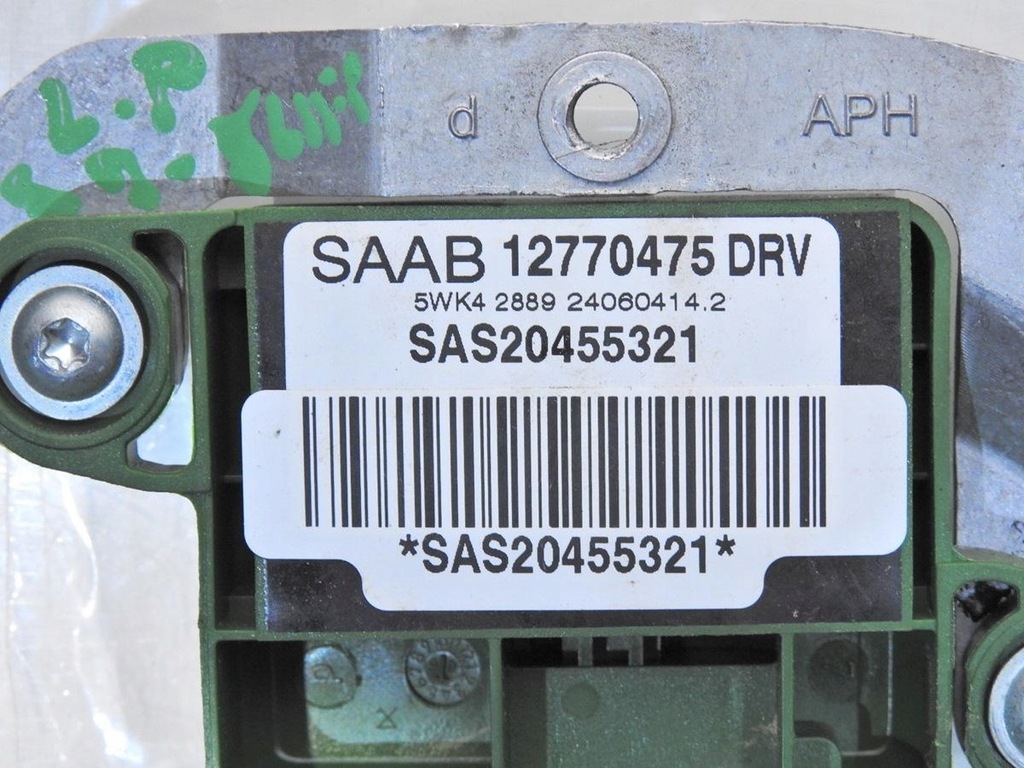 L.P
d APH
SAAB 12770475 DRV
5WK4 2889 24060414.2
SAS20455321
*SAS20455321*